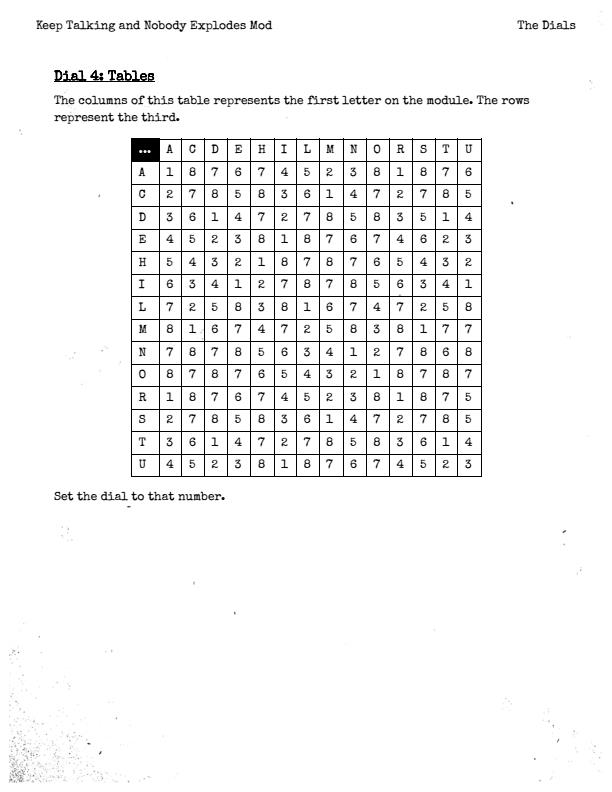 Keep Talking and Nobody Explodes Mod The Dials
Dial 4: Tables
The columns of this table represents the first letter on the module. The rows
represent the third.
... A C D E H I L M N O R S T U
A 1 8 7 6 7 4 5 2 3 8 1 8 7 6
C 2 7 8 5 8 3 6 1 4 7 2 7 8 5
D 3 6 1 4 7 2 7 8 5 8 3 5 1 4
E 4 5 2 3 8 1 8 7 6 7 4 6 2 3
H 5 4 3 2 1 8 7 8 7 6 5 4 3 2
I 6 3 4 1 2 7 8 7 8 5 6 3 4 1
L 7 2 5 8 3 8 1 6 7 4 7 2 5 8
M 8 1 6 7 4 7 2 5 8 3 8 1 7 7
N 7 8 7 8 5 6 3 4 1 2 7 8 6 8
O 8 7 8 7 6 5 4 3 2 1 8 7 8 7
R 1 8 7 6 7 4 5 2 3 8 1 8 7 5
S 2 7 8 5 8 3 6 1 4 7 2 7 8 5
T 3 6 1 4 7 2 7 8 5 8 3 6 1 4
U 4 5 2 3 8 1 8 7 6 7 4 5 2 3
Set the dial to that number.